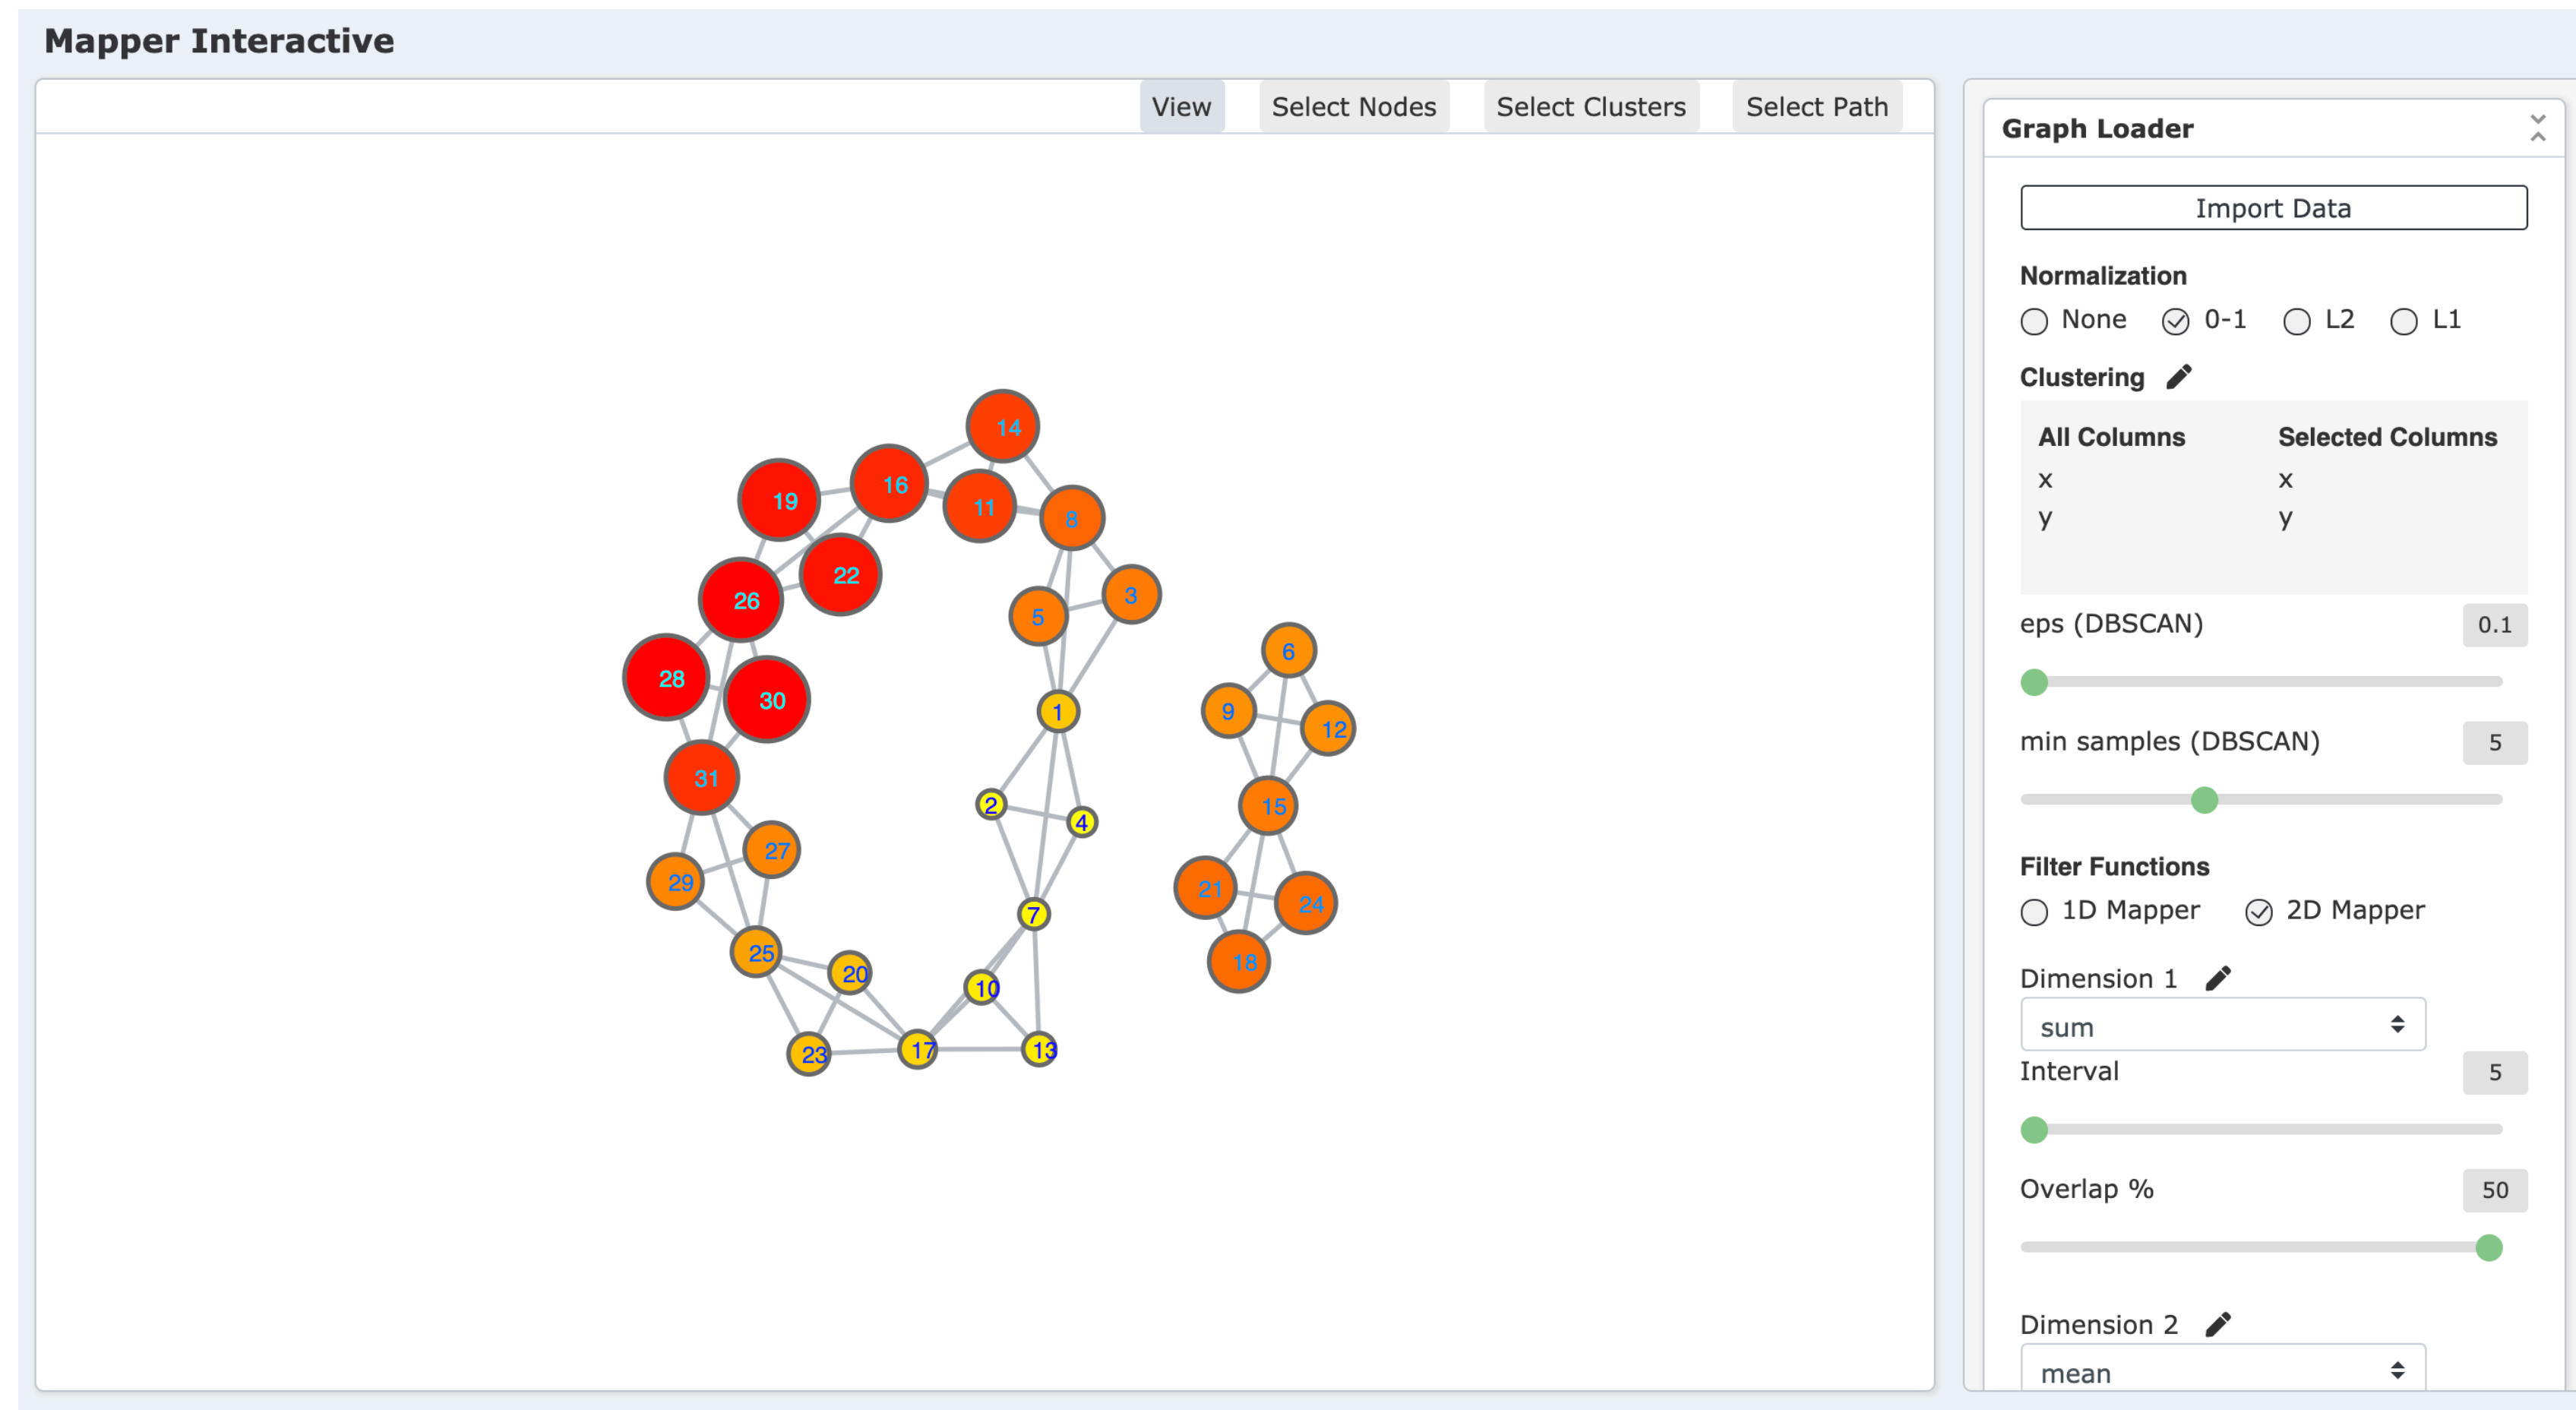 Mapper Interactive
View Select Nodes Select Clusters Select Path
14
16
19
11
8
22
3
26
5
6
28
30
9
1
12
31
2
15
4
27
29
21
24
7
25
18
20
10
17
13
23
Graph Loader
Import Data
Normalization
None 0-1 L2 L1
Clustering
All Columns Selected Columns
x x
y y
eps (DBSCAN) 0.1
min samples (DBSCAN) 5
Filter Functions
1D Mapper 2D Mapper
Dimension 1
sum
Interval 5
Overlap % 50
Dimension 2
mean